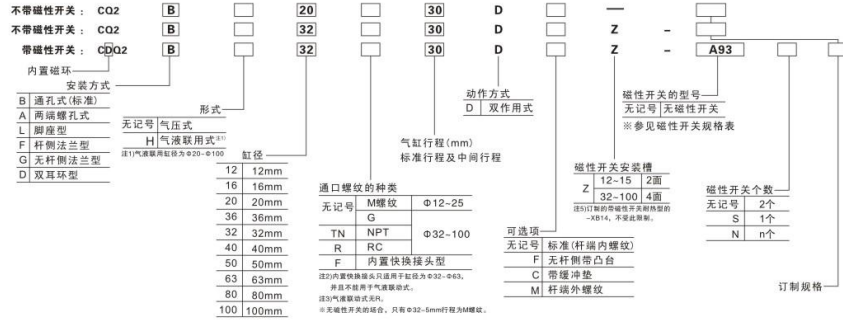 不带磁性开关： CQ2 B 20 30 D —
不带磁性开关： CQ2 B 32 30 D Z –
带磁性开关： CDQ2 B 32 30 D Z – A93
内置磁环
安装方式
B 通孔式(标准)
A 两端螺孔式
L 脚座型
F 杆侧法兰型
G 无杆侧法兰型
D 双耳环型
形式
无记号 气压式
H 气液联用式注1)
注1)气液联用缸径为Φ20~Φ100
缸径
12 12mm
16 16mm
20 20mm
36 36mm
32 32mm
40 40mm
50 50mm
63 63mm
80 80mm
100 100mm
通口螺纹的种类
无记号 M螺纹 Φ12~25
G Φ32~100
TN NPT
R RC
F 内置快换接头型
注2)内置快换接头只适用于缸径为Φ32~Φ63,
并且不能用于气液联动式。
注3)气液联动式无R。
※无磁性开关的场合，只有Φ32~5mm行程为M螺纹。
气缸行程(mm)
标准行程及中间行程
动作方式
D 双作用式
可选项
无记号 标准(杆端内螺纹)
F 无杆侧带凸台
C 带缓冲垫
M 杆端外螺纹
磁性开关安装槽
Z 12~15 2面
32~100 4面
注5)订制的带磁性开关耐热型的
-XB14，不受此限制。
磁性开关的型号
无记号 无磁性开关
※参见磁性开关规格表
磁性开关个数
无记号 2个
S 1个
N n个
订制规格